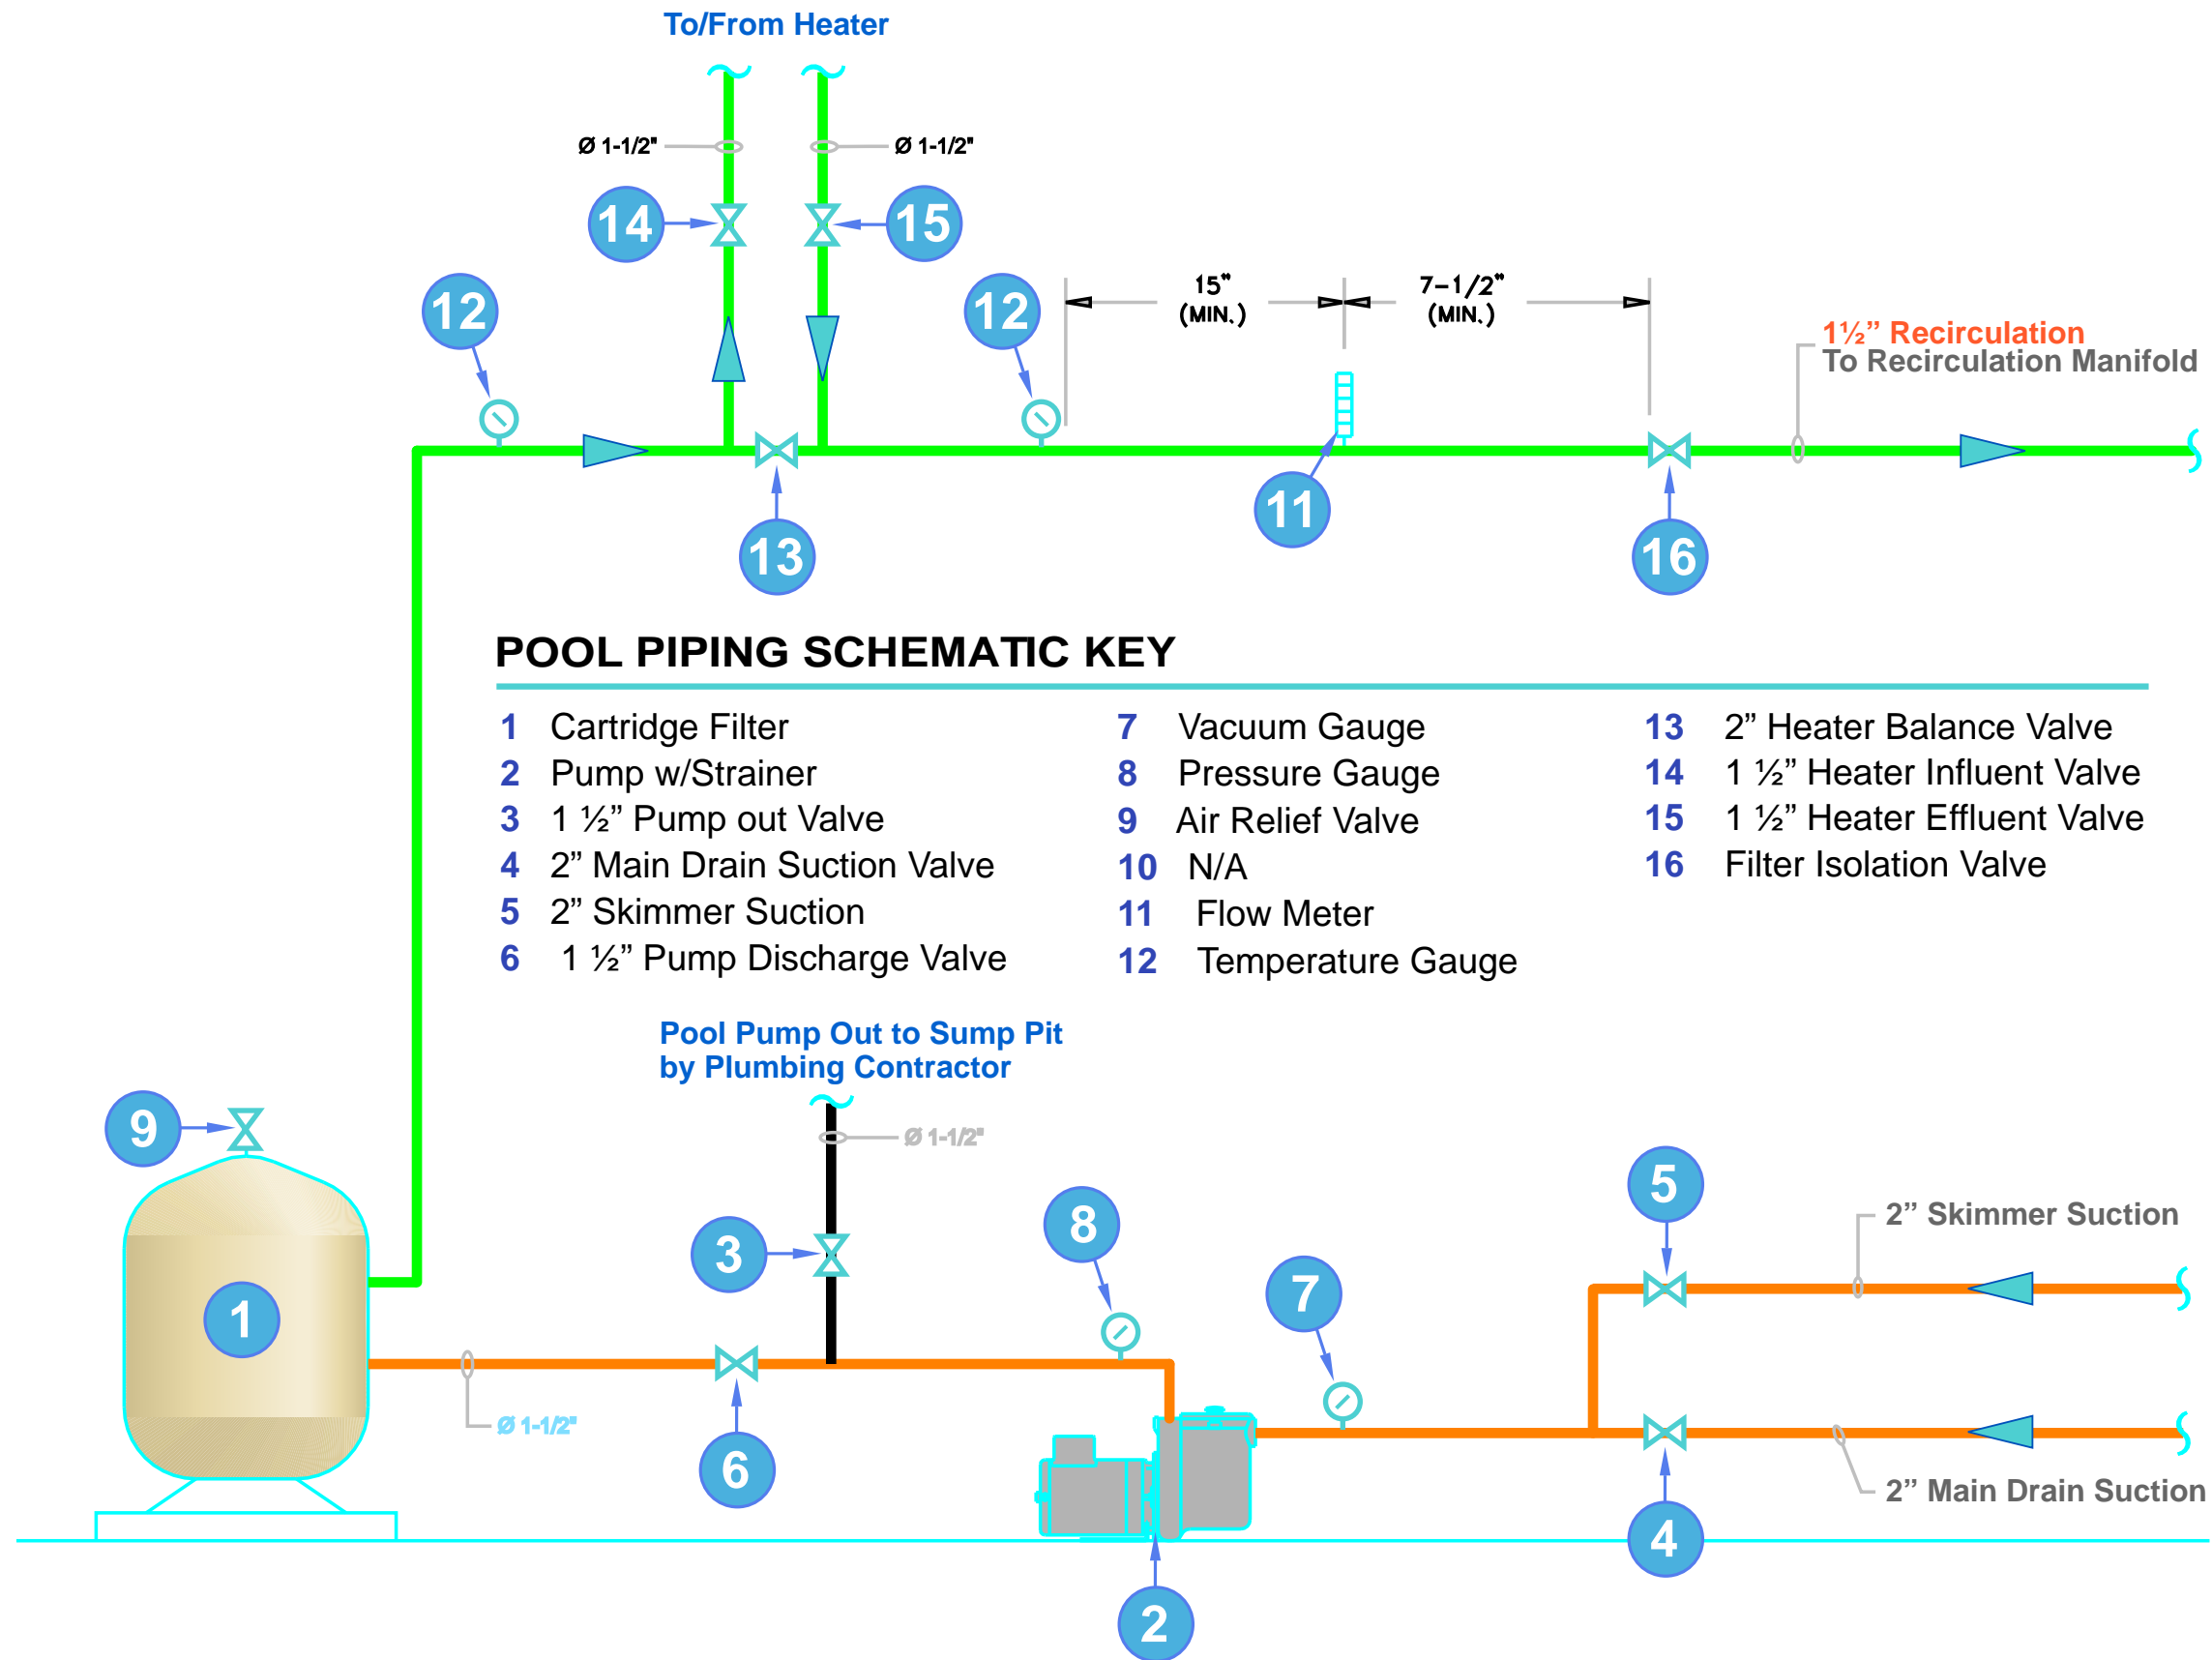 To/From Heater
Ø 1-1/2"
Ø 1-1/2"
14
15
12
12
15"
(MIN.)
7-1/2"
(MIN.)
1½” Recirculation
To Recirculation Manifold
11
13
16
POOL PIPING SCHEMATIC KEY
1 Cartridge Filter
2 Pump w/Strainer
3 1 ½” Pump out Valve
4 2” Main Drain Suction Valve
5 2” Skimmer Suction
6 1 ½” Pump Discharge Valve
7 Vacuum Gauge
8 Pressure Gauge
9 Air Relief Valve
10 N/A
11 Flow Meter
12 Temperature Gauge
13 2” Heater Balance Valve
14 1 ½” Heater Influent Valve
15 1 ½” Heater Effluent Valve
16 Filter Isolation Valve
Pool Pump Out to Sump Pit
by Plumbing Contractor
9
Ø 1-1/2"
3
8
5
2” Skimmer Suction
7
1
Ø 1-1/2"
6
2” Main Drain Suction
4
2